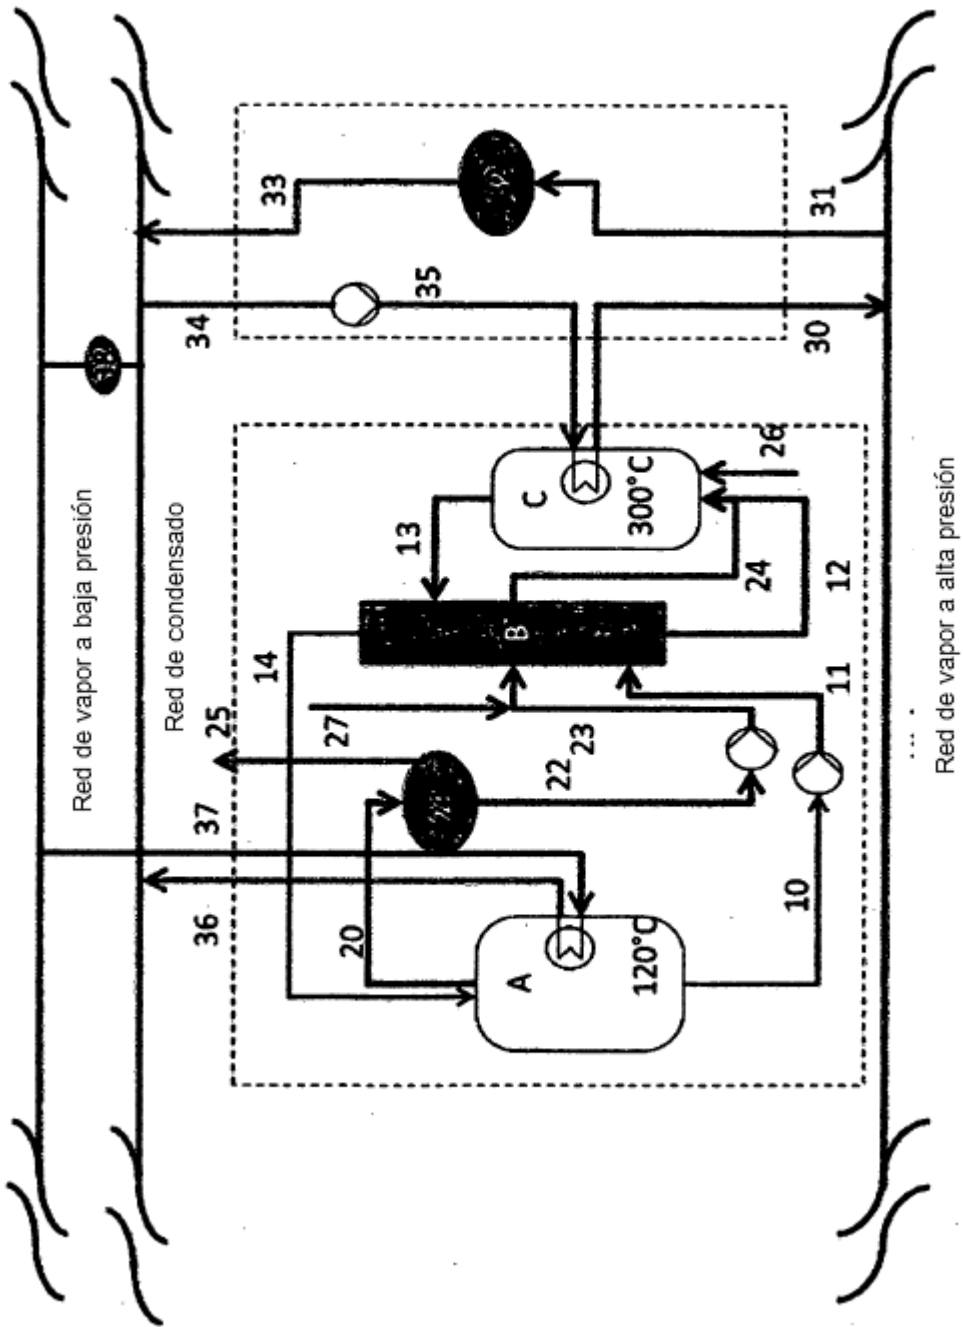 Red de vapor a baja presión
Red de condensado
36
37
25
34
33
14
27
20
13
35
22
23
A
120°C
B
C
300°C
24
26
10
11
12
30
31
Red de vapor a alta presión